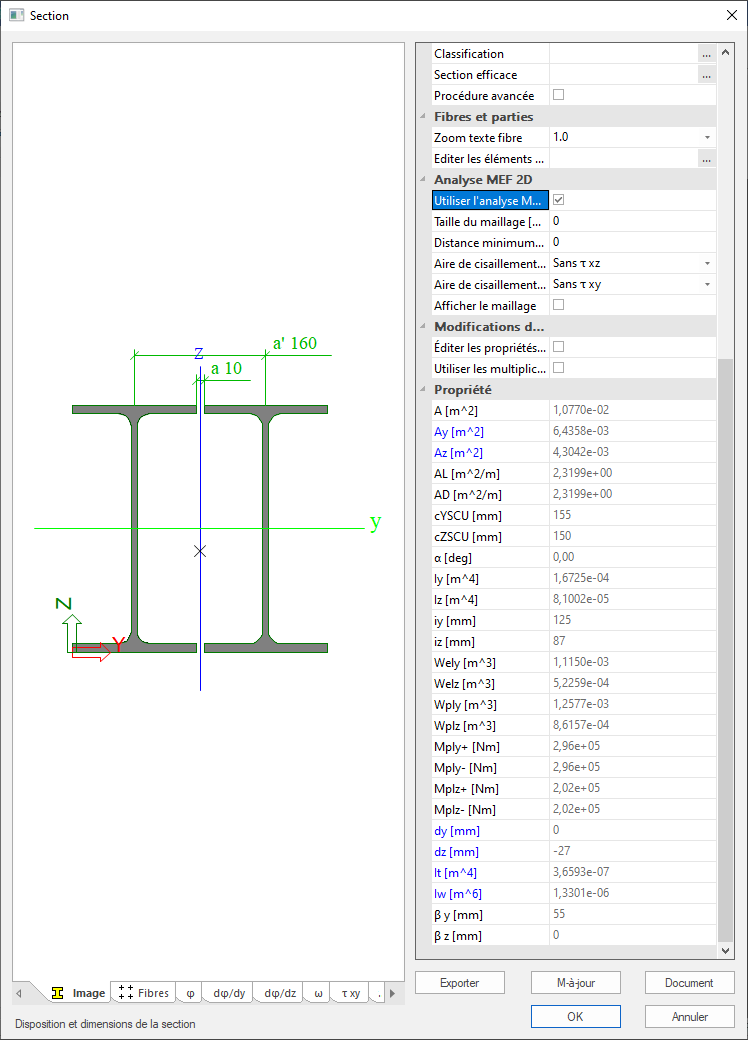 Section
Classification ...
Section efficace ...
Procédure avancée
Fibres et parties
Zoom texte fibre 1.0
Editer les éléments ... ...
Analyse MEF 2D
Utiliser l'analyse M...
Taille du maillage [... 0
Distance minimum... 0
Aire de cisaillement... Sans τ xz
Aire de cisaillement... Sans τ xy
Afficher le maillage
Modifications d...
Éditer les propriétés...
Utiliser les multiplic...
Propriété
A [m^2] 1,0770e-02
Ay [m^2] 6,4358e-03
Az [m^2] 4,3042e-03
AL [m^2/m] 2,3199e+00
AD [m^2/m] 2,3199e+00
cYSCU [mm] 155
cZSCU [mm] 150
α [deg] 0,00
Iy [m^4] 1,6725e-04
Iz [m^4] 8,1002e-05
iy [mm] 125
iz [mm] 87
Wely [m^3] 1,1150e-03
Welz [m^3] 5,2259e-04
Wply [m^3] 1,2577e-03
Wplz [m^3] 8,6157e-04
Mply+ [Nm] 2,96e+05
Mply- [Nm] 2,96e+05
Mplz+ [Nm] 2,02e+05
Mplz- [Nm] 2,02e+05
dy [mm] 0
dz [mm] -27
It [m^4] 3,6593e-07
Iw [m^6] 1,3301e-06
β y [mm] 55
β z [mm] 0
a' 160
z
a 10
y
Z
Y
Image Fibres φ dφ/dy dφ/dz ω τ xy .
Exporter M-à-jour Document
Disposition et dimensions de la section
OK Annuler